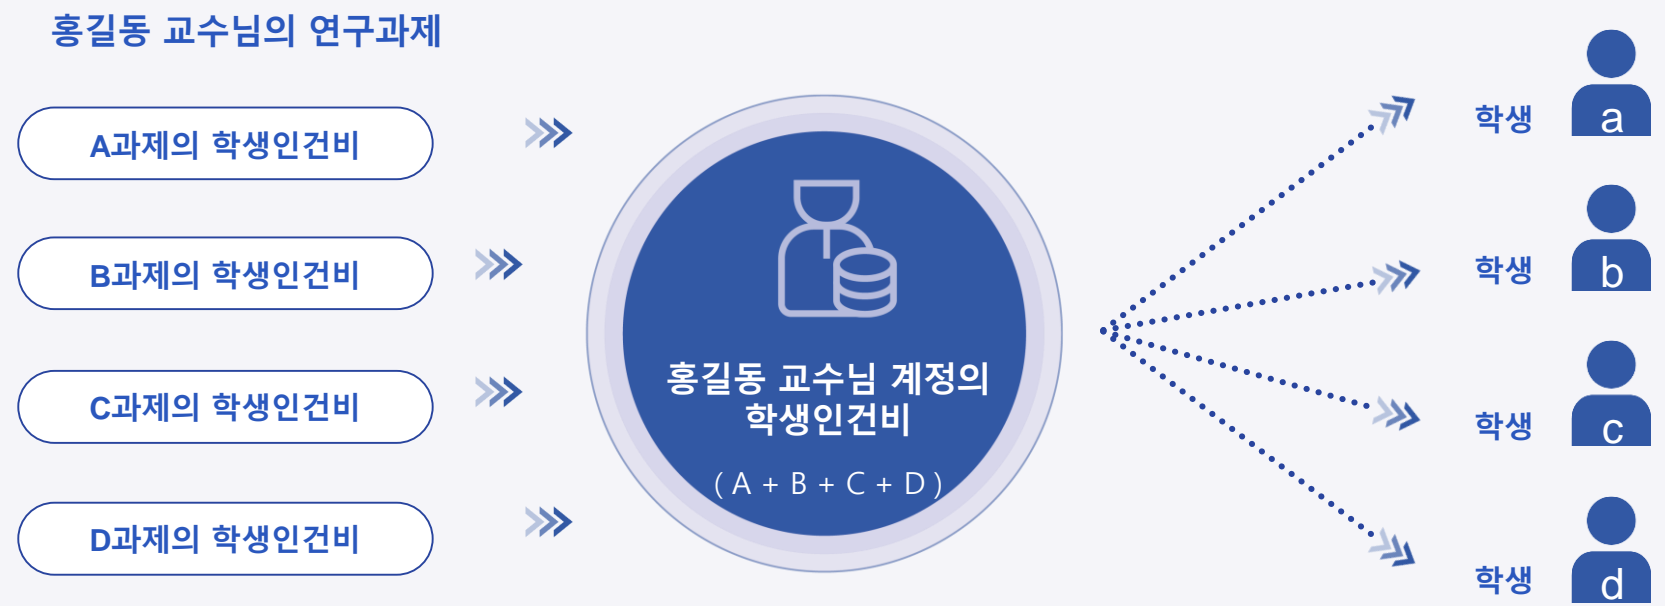 홍길동 교수님의 연구과제
A과제의 학생인건비
B과제의 학생인건비
C과제의 학생인건비
D과제의 학생인건비
홍길동 교수님 계정의
학생인건비
( A + B + C + D )
학생 a
학생 b
학생 c
학생 d